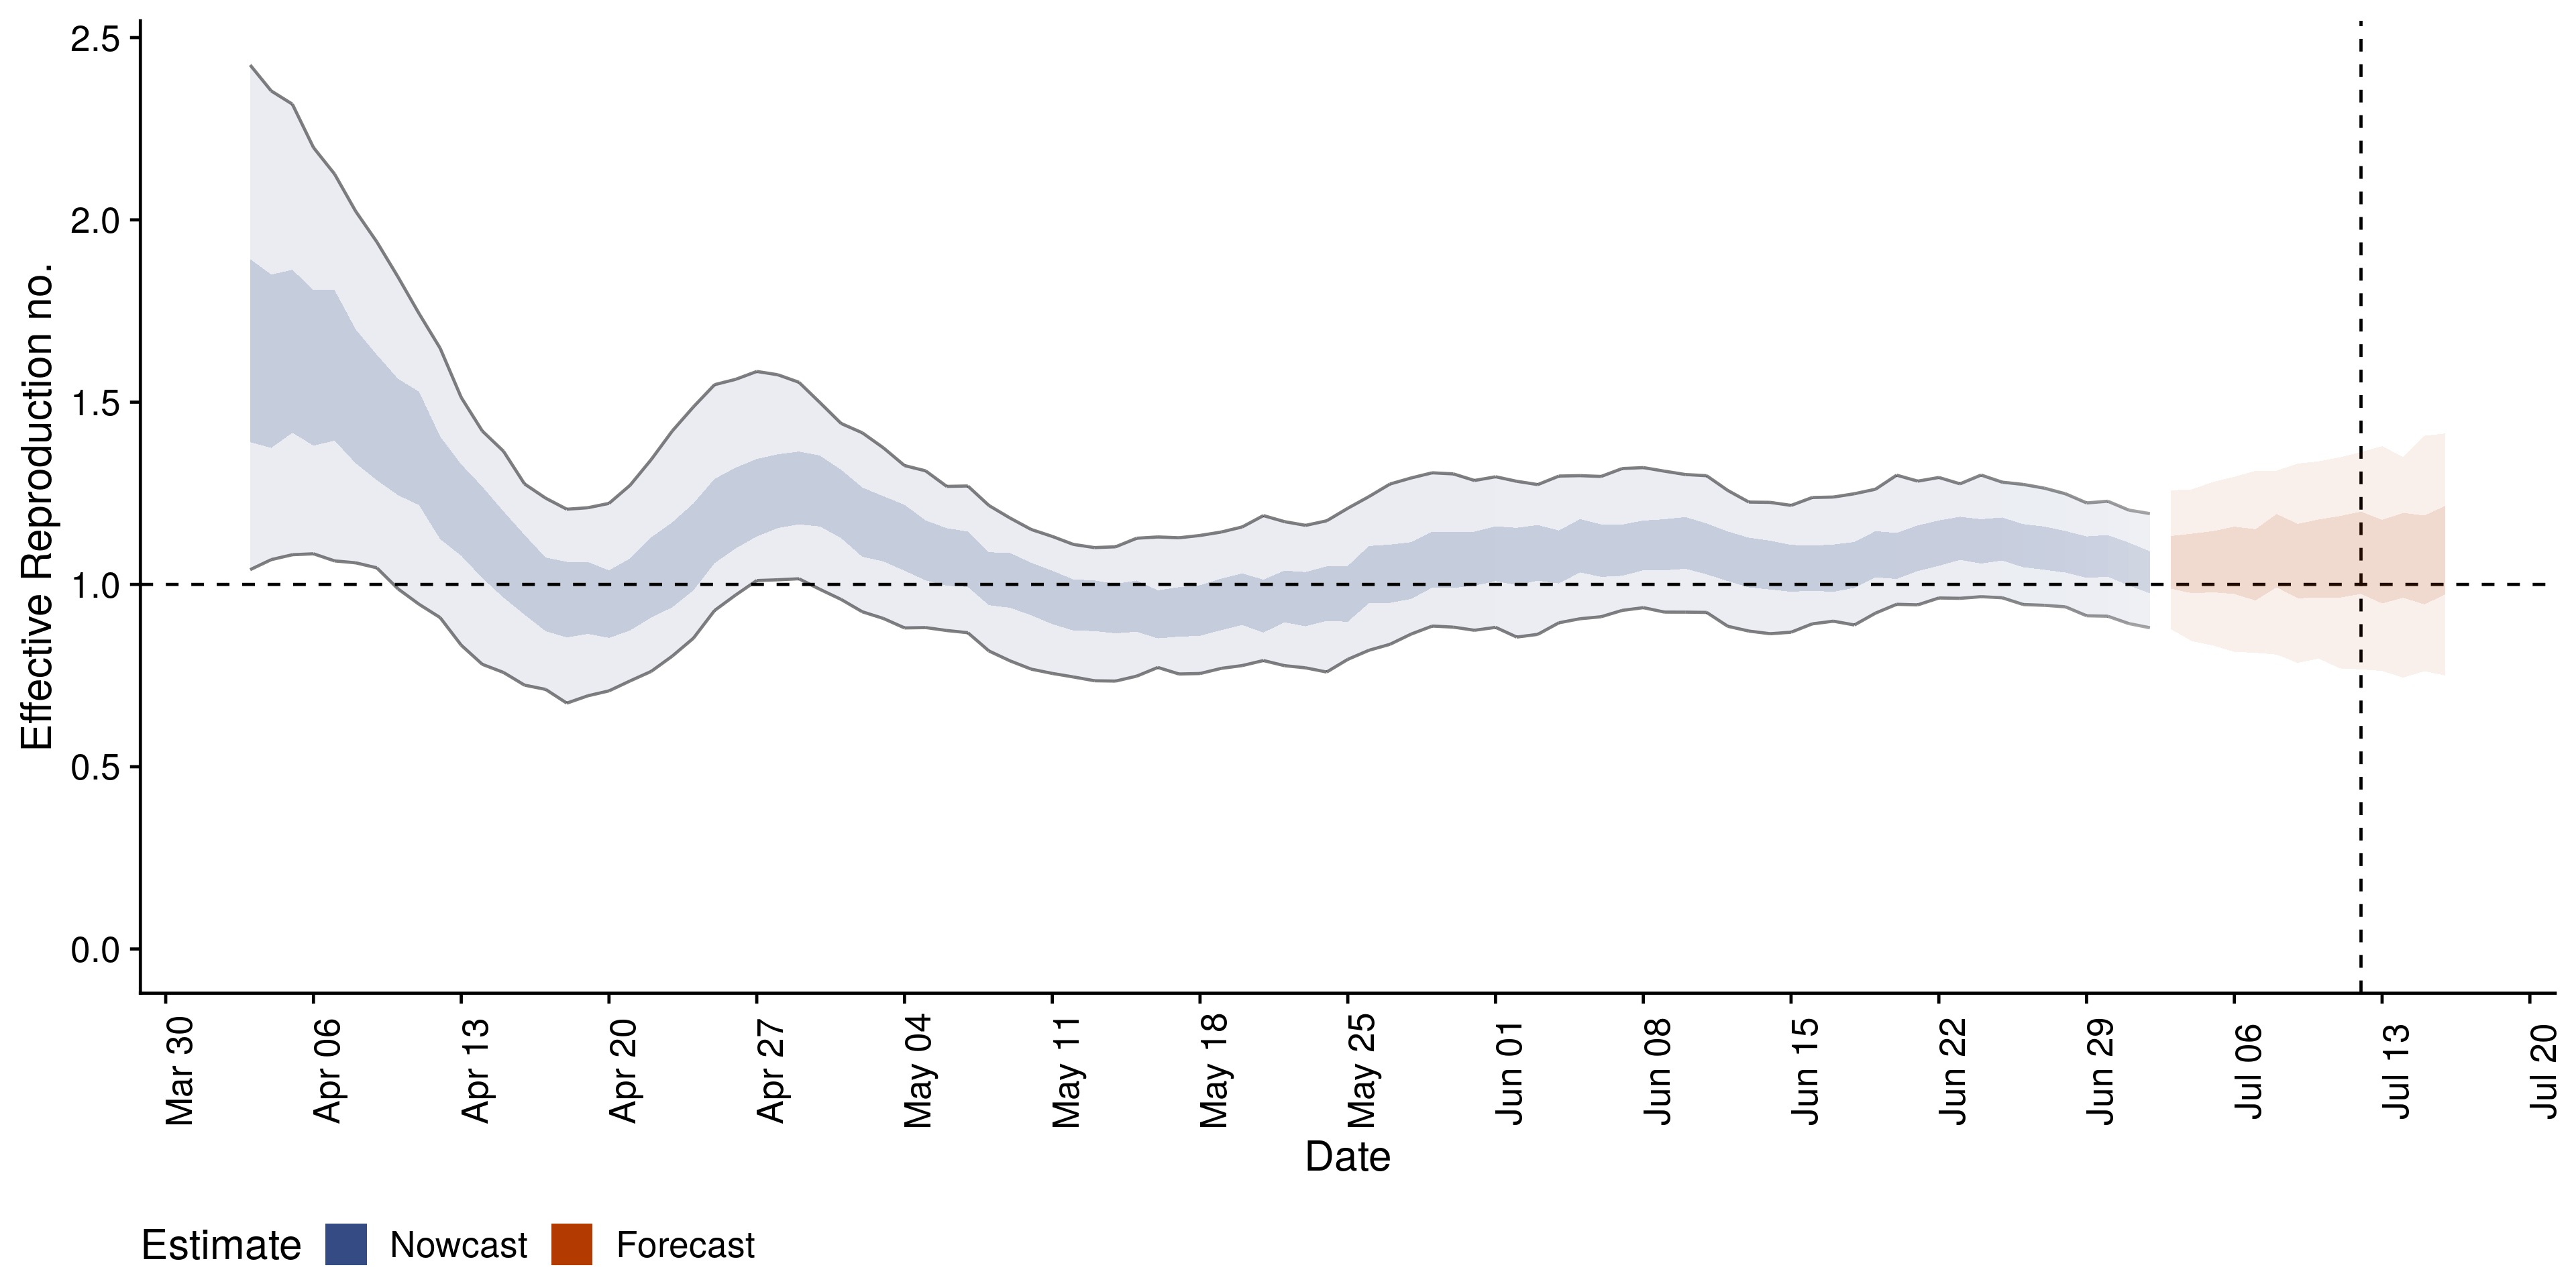 Effective Reproduction no.
2.5
2.0
1.5
1.0
0.5
0.0
Mar 30
Apr 06
Apr 13
Apr 20
Apr 27
May 04
May 11
May 18
May 25
Jun 01
Jun 08
Jun 15
Jun 22
Jun 29
Jul 06
Jul 13
Jul 20
Date
Estimate Nowcast Forecast